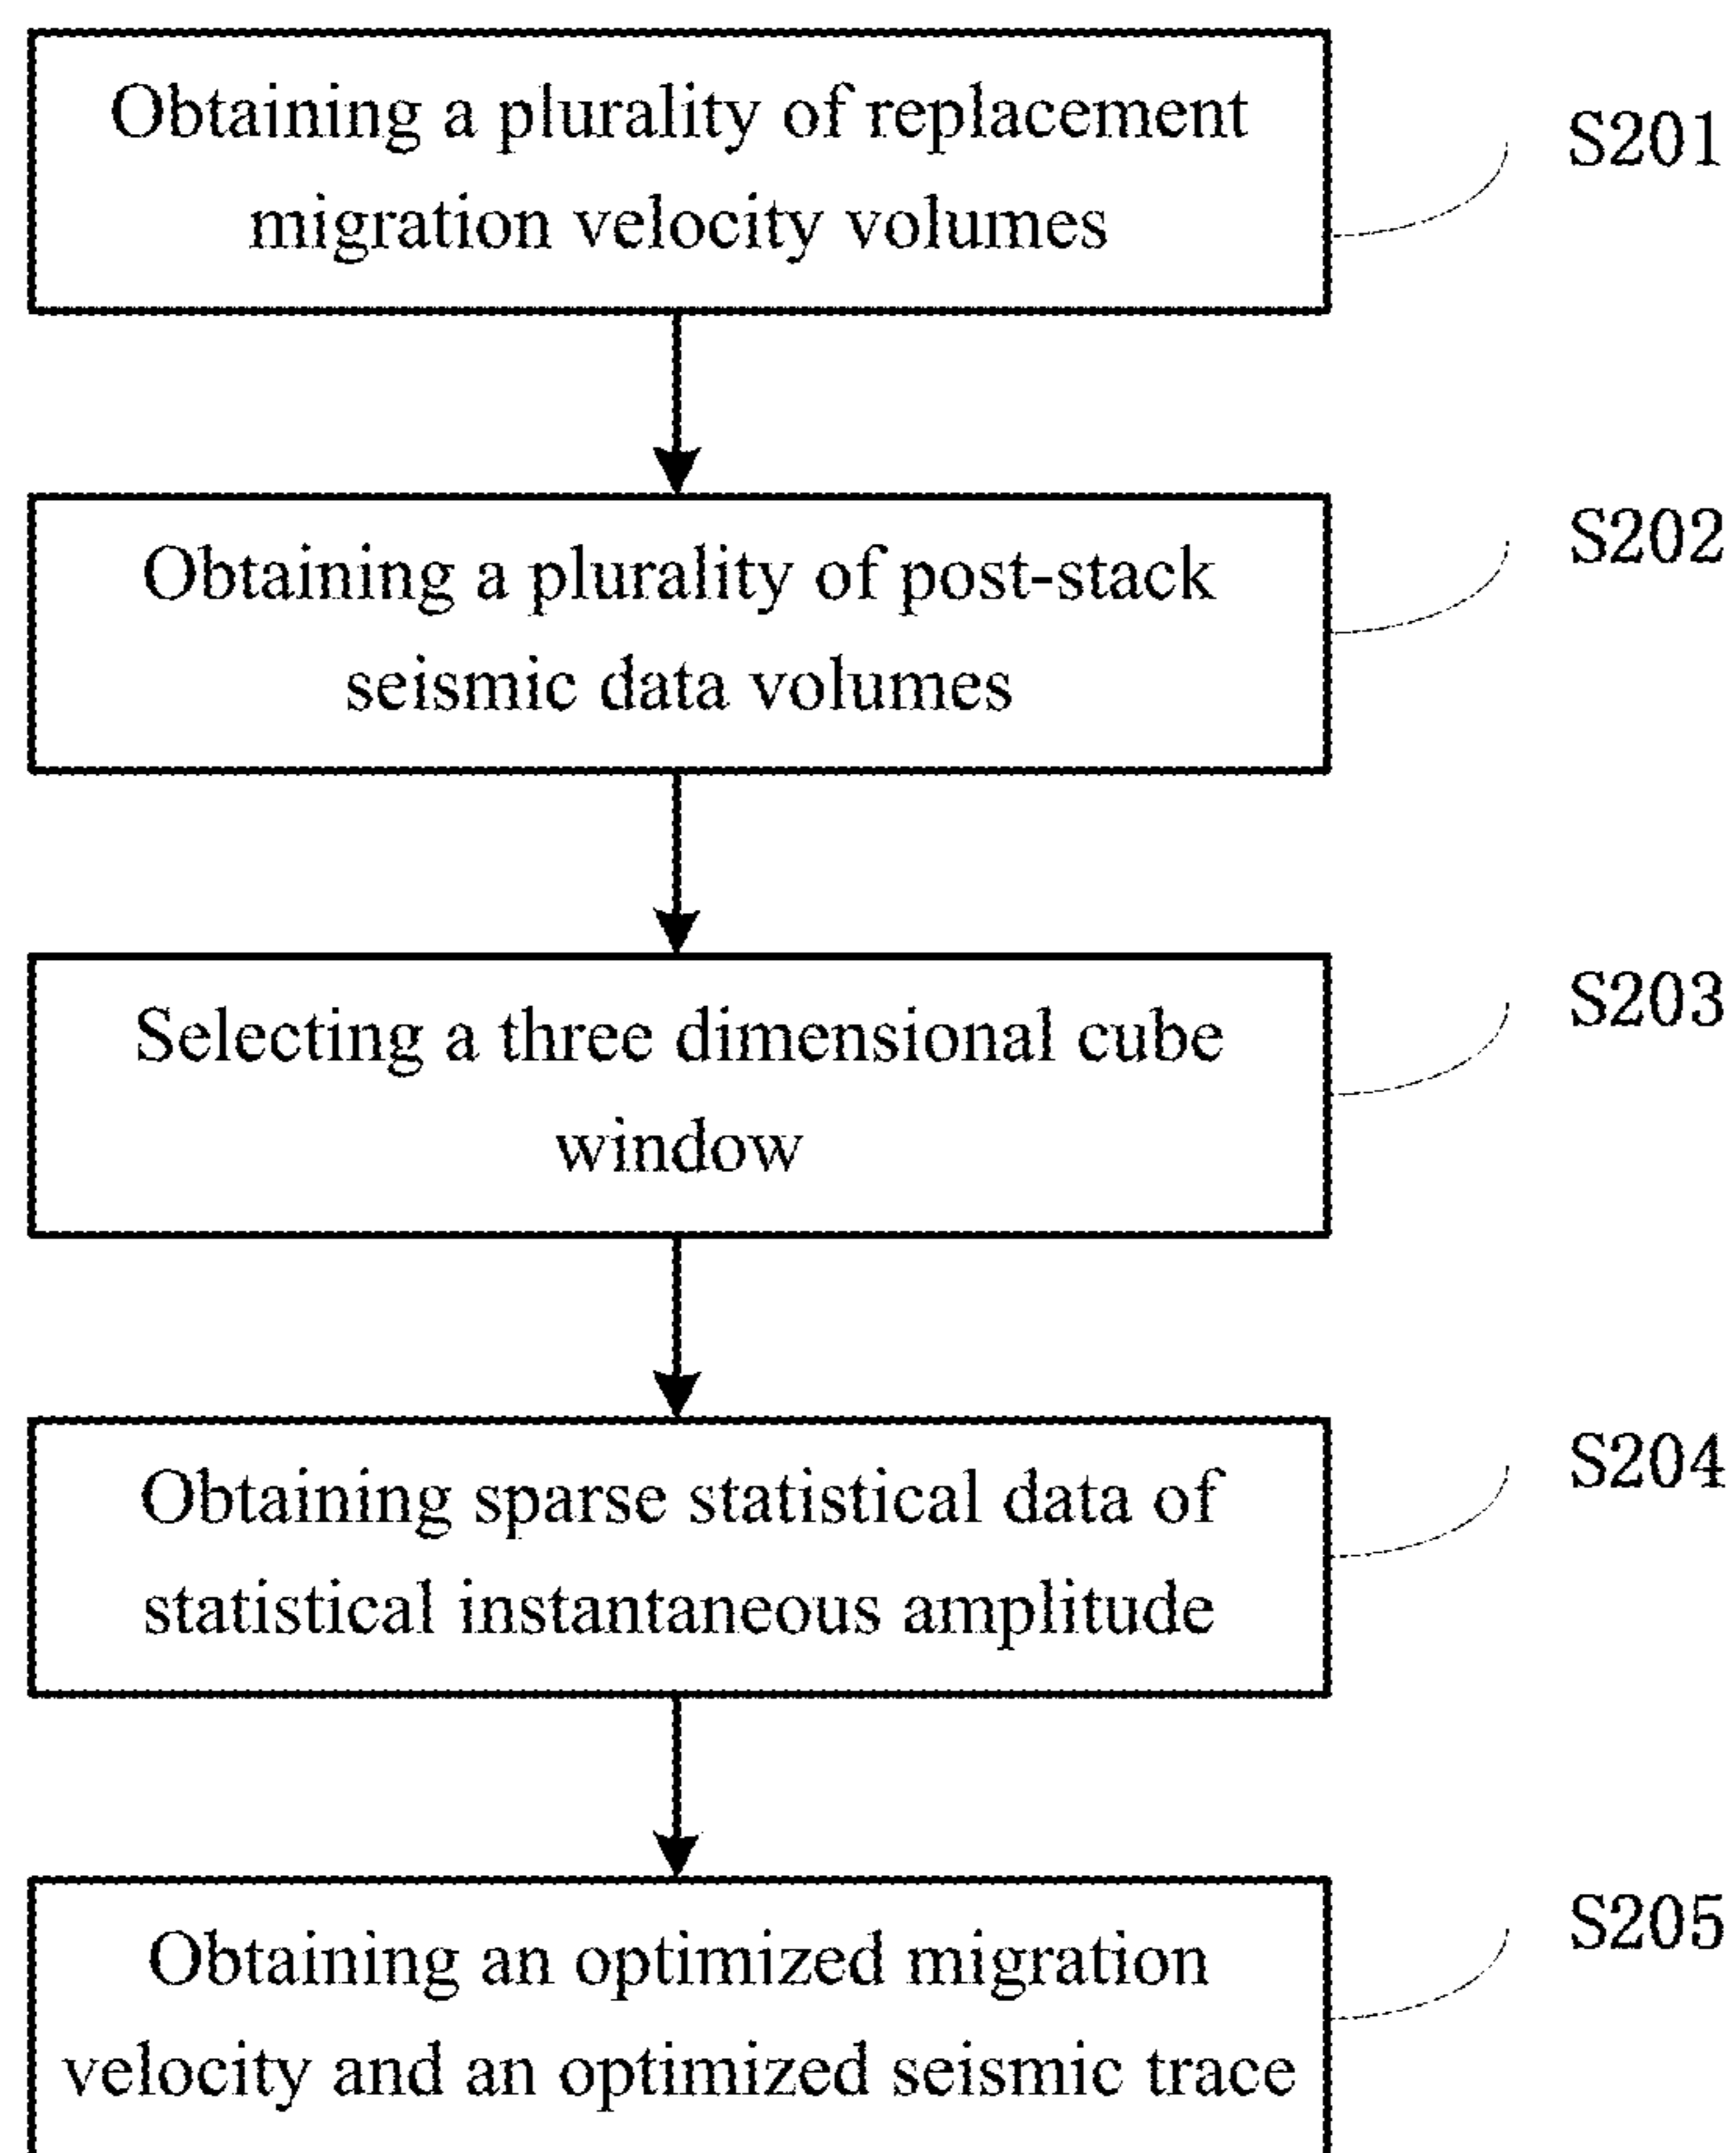 Obtaining a plurality of replacement
migration velocity volumes
S201
Obtaining a plurality of post-stack
seismic data volumes
S202
Selecting a three dimensional cube
window
S203
Obtaining sparse statistical data of
statistical instantaneous amplitude
S204
Obtaining an optimized migration
velocity and an optimized seismic trace
S205